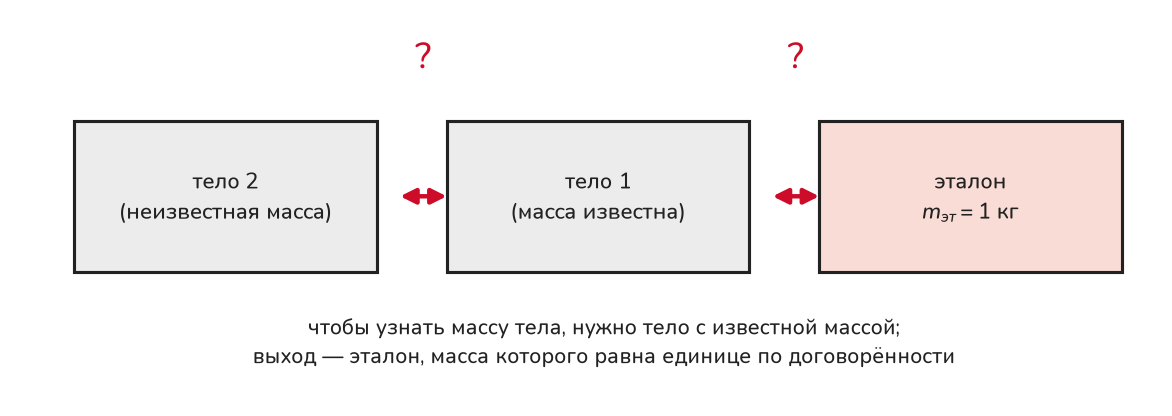 ?
?
тело 2
(неизвестная масса)
тело 1
(масса известна)
эталон
mэт = 1 кг
чтобы узнать массу тела, нужно тело с известной массой;
выход — эталон, масса которого равна единице по договорённости